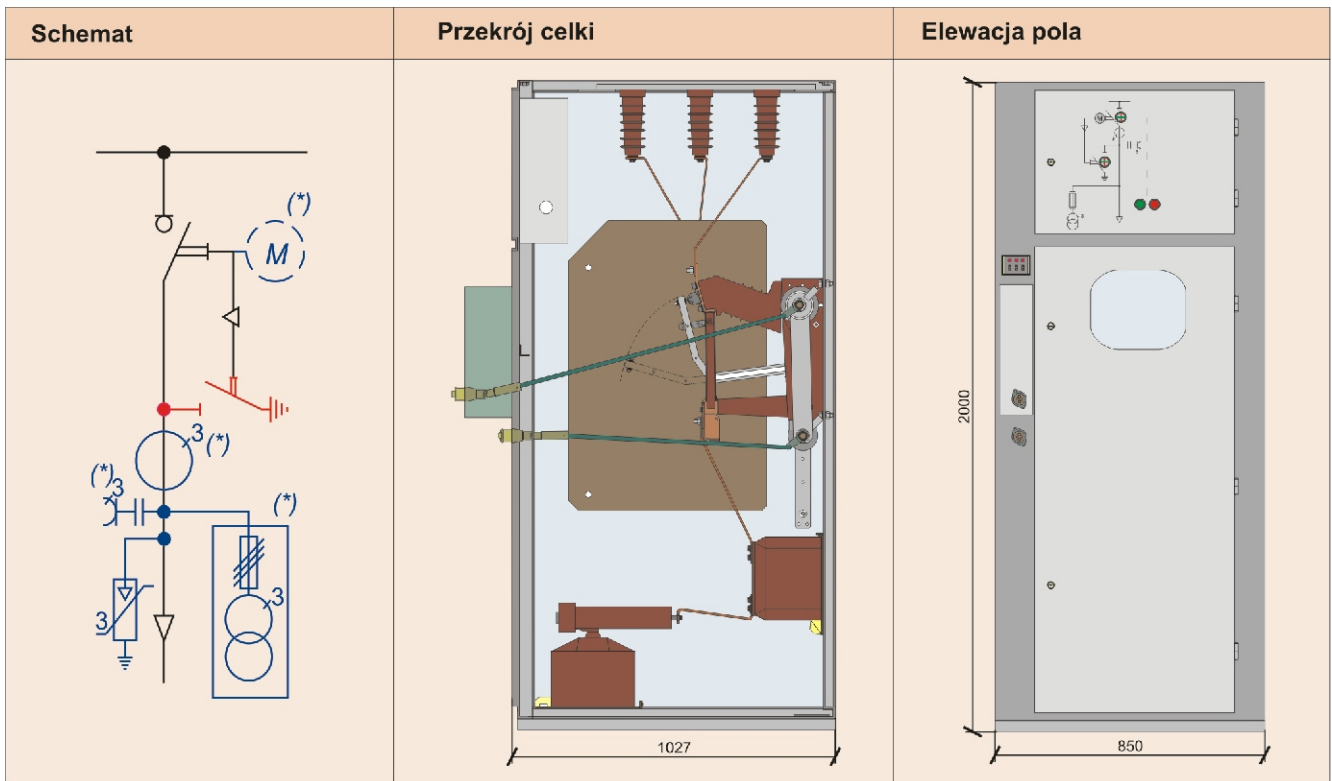 Schemat
Przekrój celki
Elewacja pola
(*)
M
3
(*)
(*)
3
(*)
3
3
M
2000
1027
850